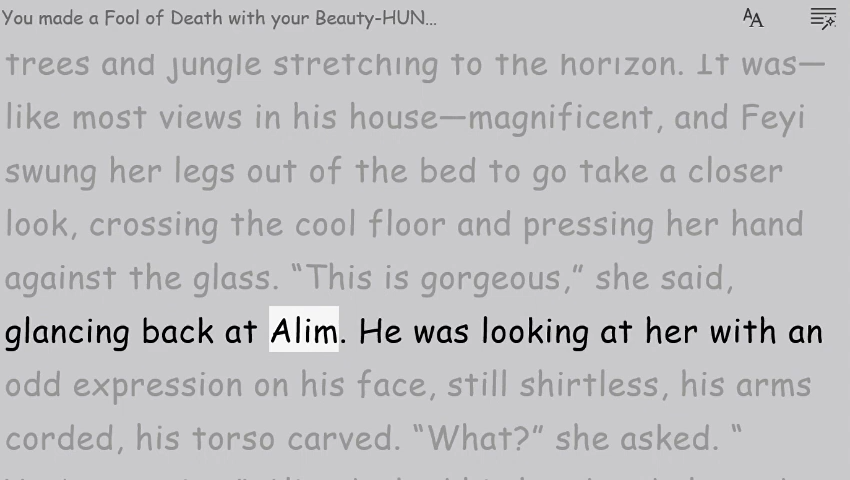 You made a Fool of Death with your Beauty-HUN...
AA
trees and jungle stretching to the horizon. It was—
like most views in his house—magnificent, and Feyi
swung her legs out of the bed to go take a closer
look, crossing the cool floor and pressing her hand
against the glass. “This is gorgeous,” she said,
glancing back at Alim. He was looking at her with an
odd expression on his face, still shirtless, his arms
corded, his torso carved. “What?” she asked. “